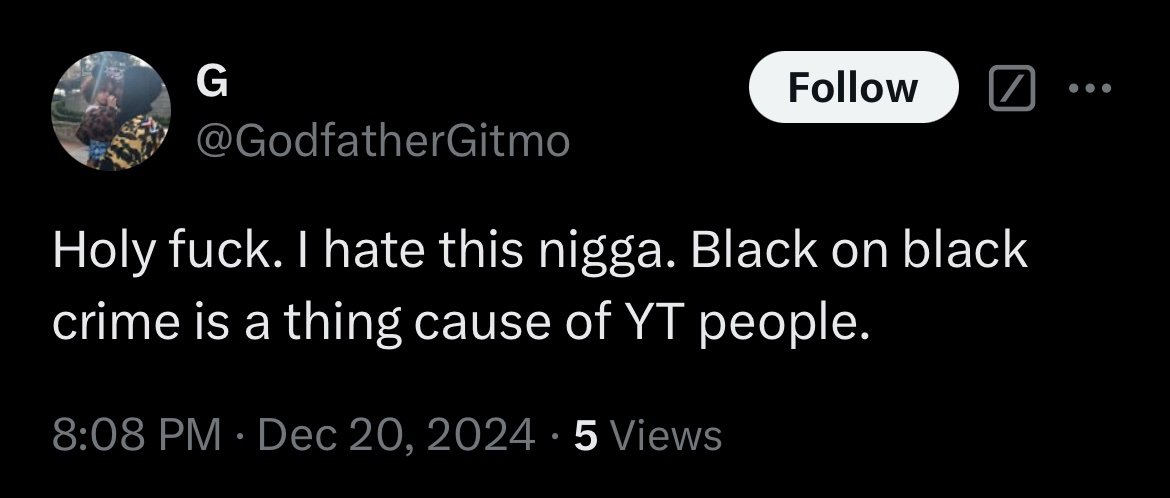 G
Follow
@GodfatherGitmo
Holy fuck. I hate this nigga. Black on black
crime is a thing cause of YT people.
8:08 PM · Dec 20, 2024 · 5 Views